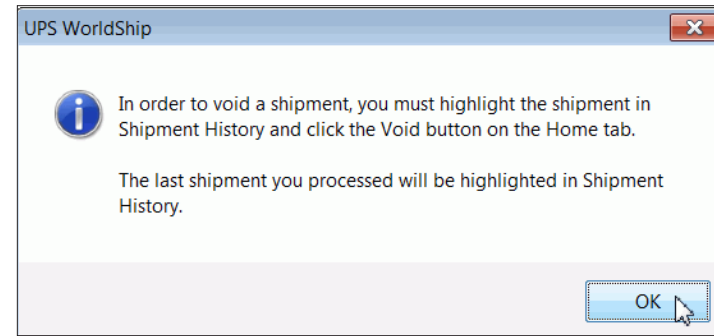 UPS WorldShip
In order to void a shipment, you must highlight the shipment in
Shipment History and click the Void button on the Home tab.
The last shipment you processed will be highlighted in Shipment
History.
OK